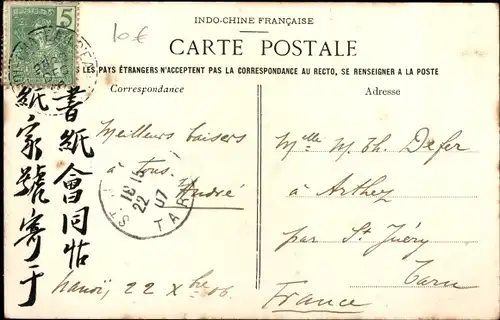 5
10 €
INDO-CHINE FRANÇAISE
CARTE POSTALE
LES PAYS ÉTRANGERS N'ACCEPTENT PAS LA CORRESPONDANCE AU RECTO, SE RENSEIGNER A LA POSTE
Correspondance
Meilleurs baisers
à tous.
André
Hanoï, 22 Xbre 06.
22
07
TARN
Adresse
Melle M. Th. Defer
à Arthez
par St Juéry
Tarn
France
書紙會同帖
紙家號寄于